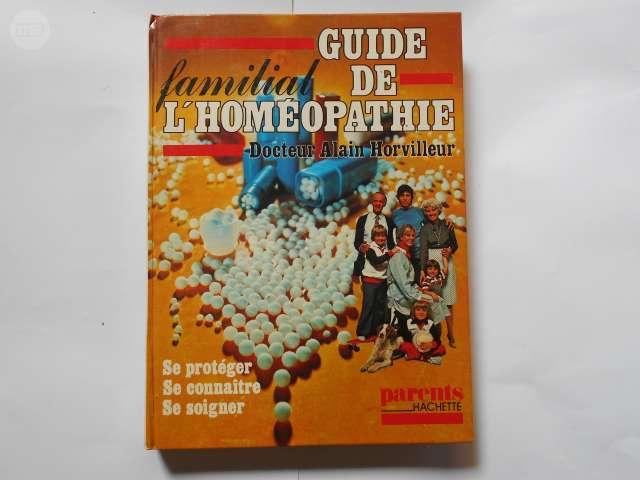 GUIDE
familial DE
L'HOMÉOPATHIE
Docteur Alain Horvilleur
Se protéger
Se connaître
Se soigner
parents
HACHETTE